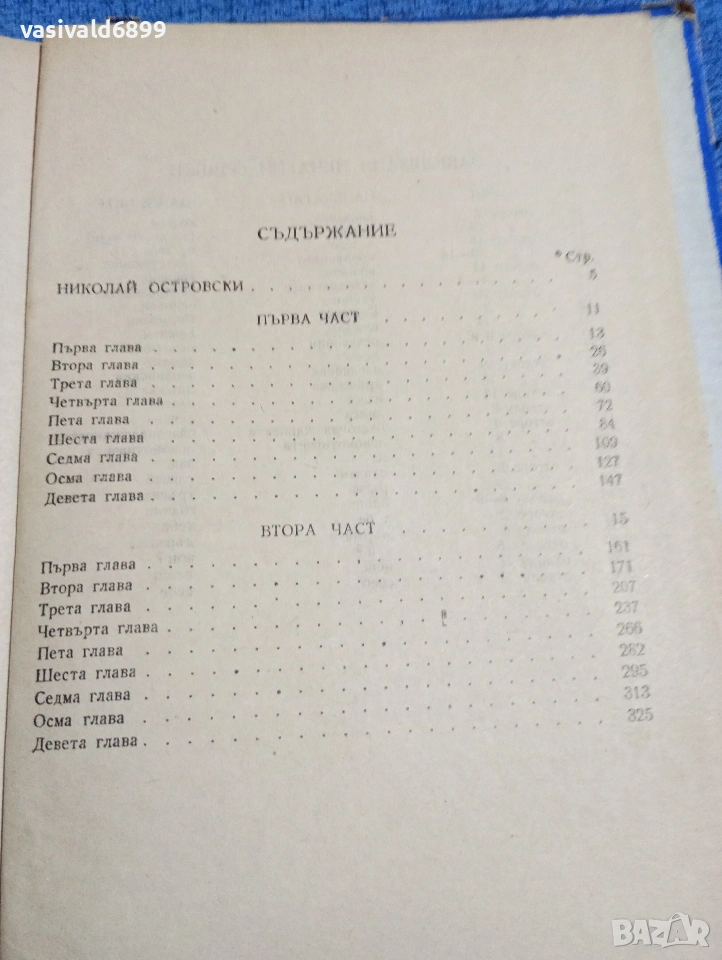 vasivald6899
СЪДЪРЖАНИЕ
Стр.
НИКОЛАЙ ОСТРОВСКИ . . . . . . . . . . 5
ПЪРВА ЧАСТ . . . . . . . . . . 11
Първа глава . . . . . . . . . . 13
Втора глава . . . . . . . . . . 26
Трета глава . . . . . . . . . . 39
Четвърта глава . . . . . . . . . . 60
Пета глава . . . . . . . . . . 72
Шеста глава . . . . . . . . . . 84
Седма глава . . . . . . . . . . 109
Осма глава . . . . . . . . . . 127
Девета глава . . . . . . . . . . 147
ВТОРА ЧАСТ . . . . . . . . . . 15
Първа глава . . . . . . . . . . 161
Втора глава . . . . . . . . . . 171
Трета глава . . . . . . . . . . 207
Четвърта глава . . . . . . . . . . 237
Пета глава . . . . . . . . . . 266
Шеста глава . . . . . . . . . . 282
Седма глава . . . . . . . . . . 295
Осма глава . . . . . . . . . . 313
Девета глава . . . . . . . . . . 325
BAZAR